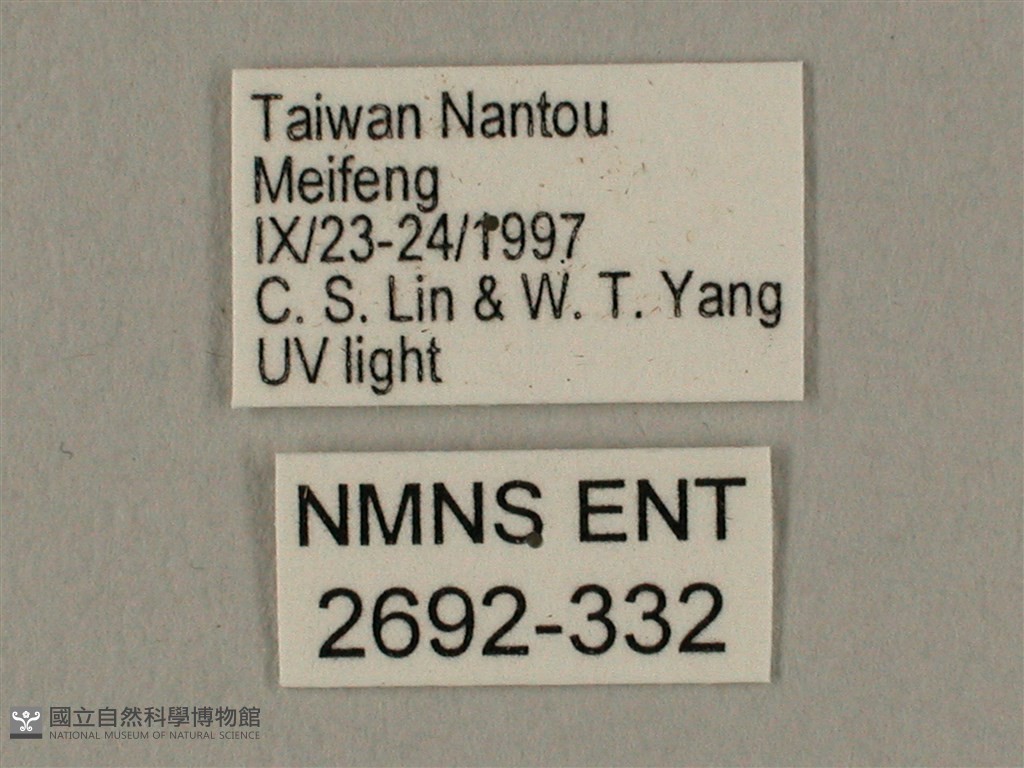 Taiwan Nantou
Meifeng
IX/23-24/1997
C. S. Lin & W. T. Yang
UV light
NMNS ENT
2692-332
國立自然科學博物館
NATIONAL MUSEUM OF NATURAL SCIENCE